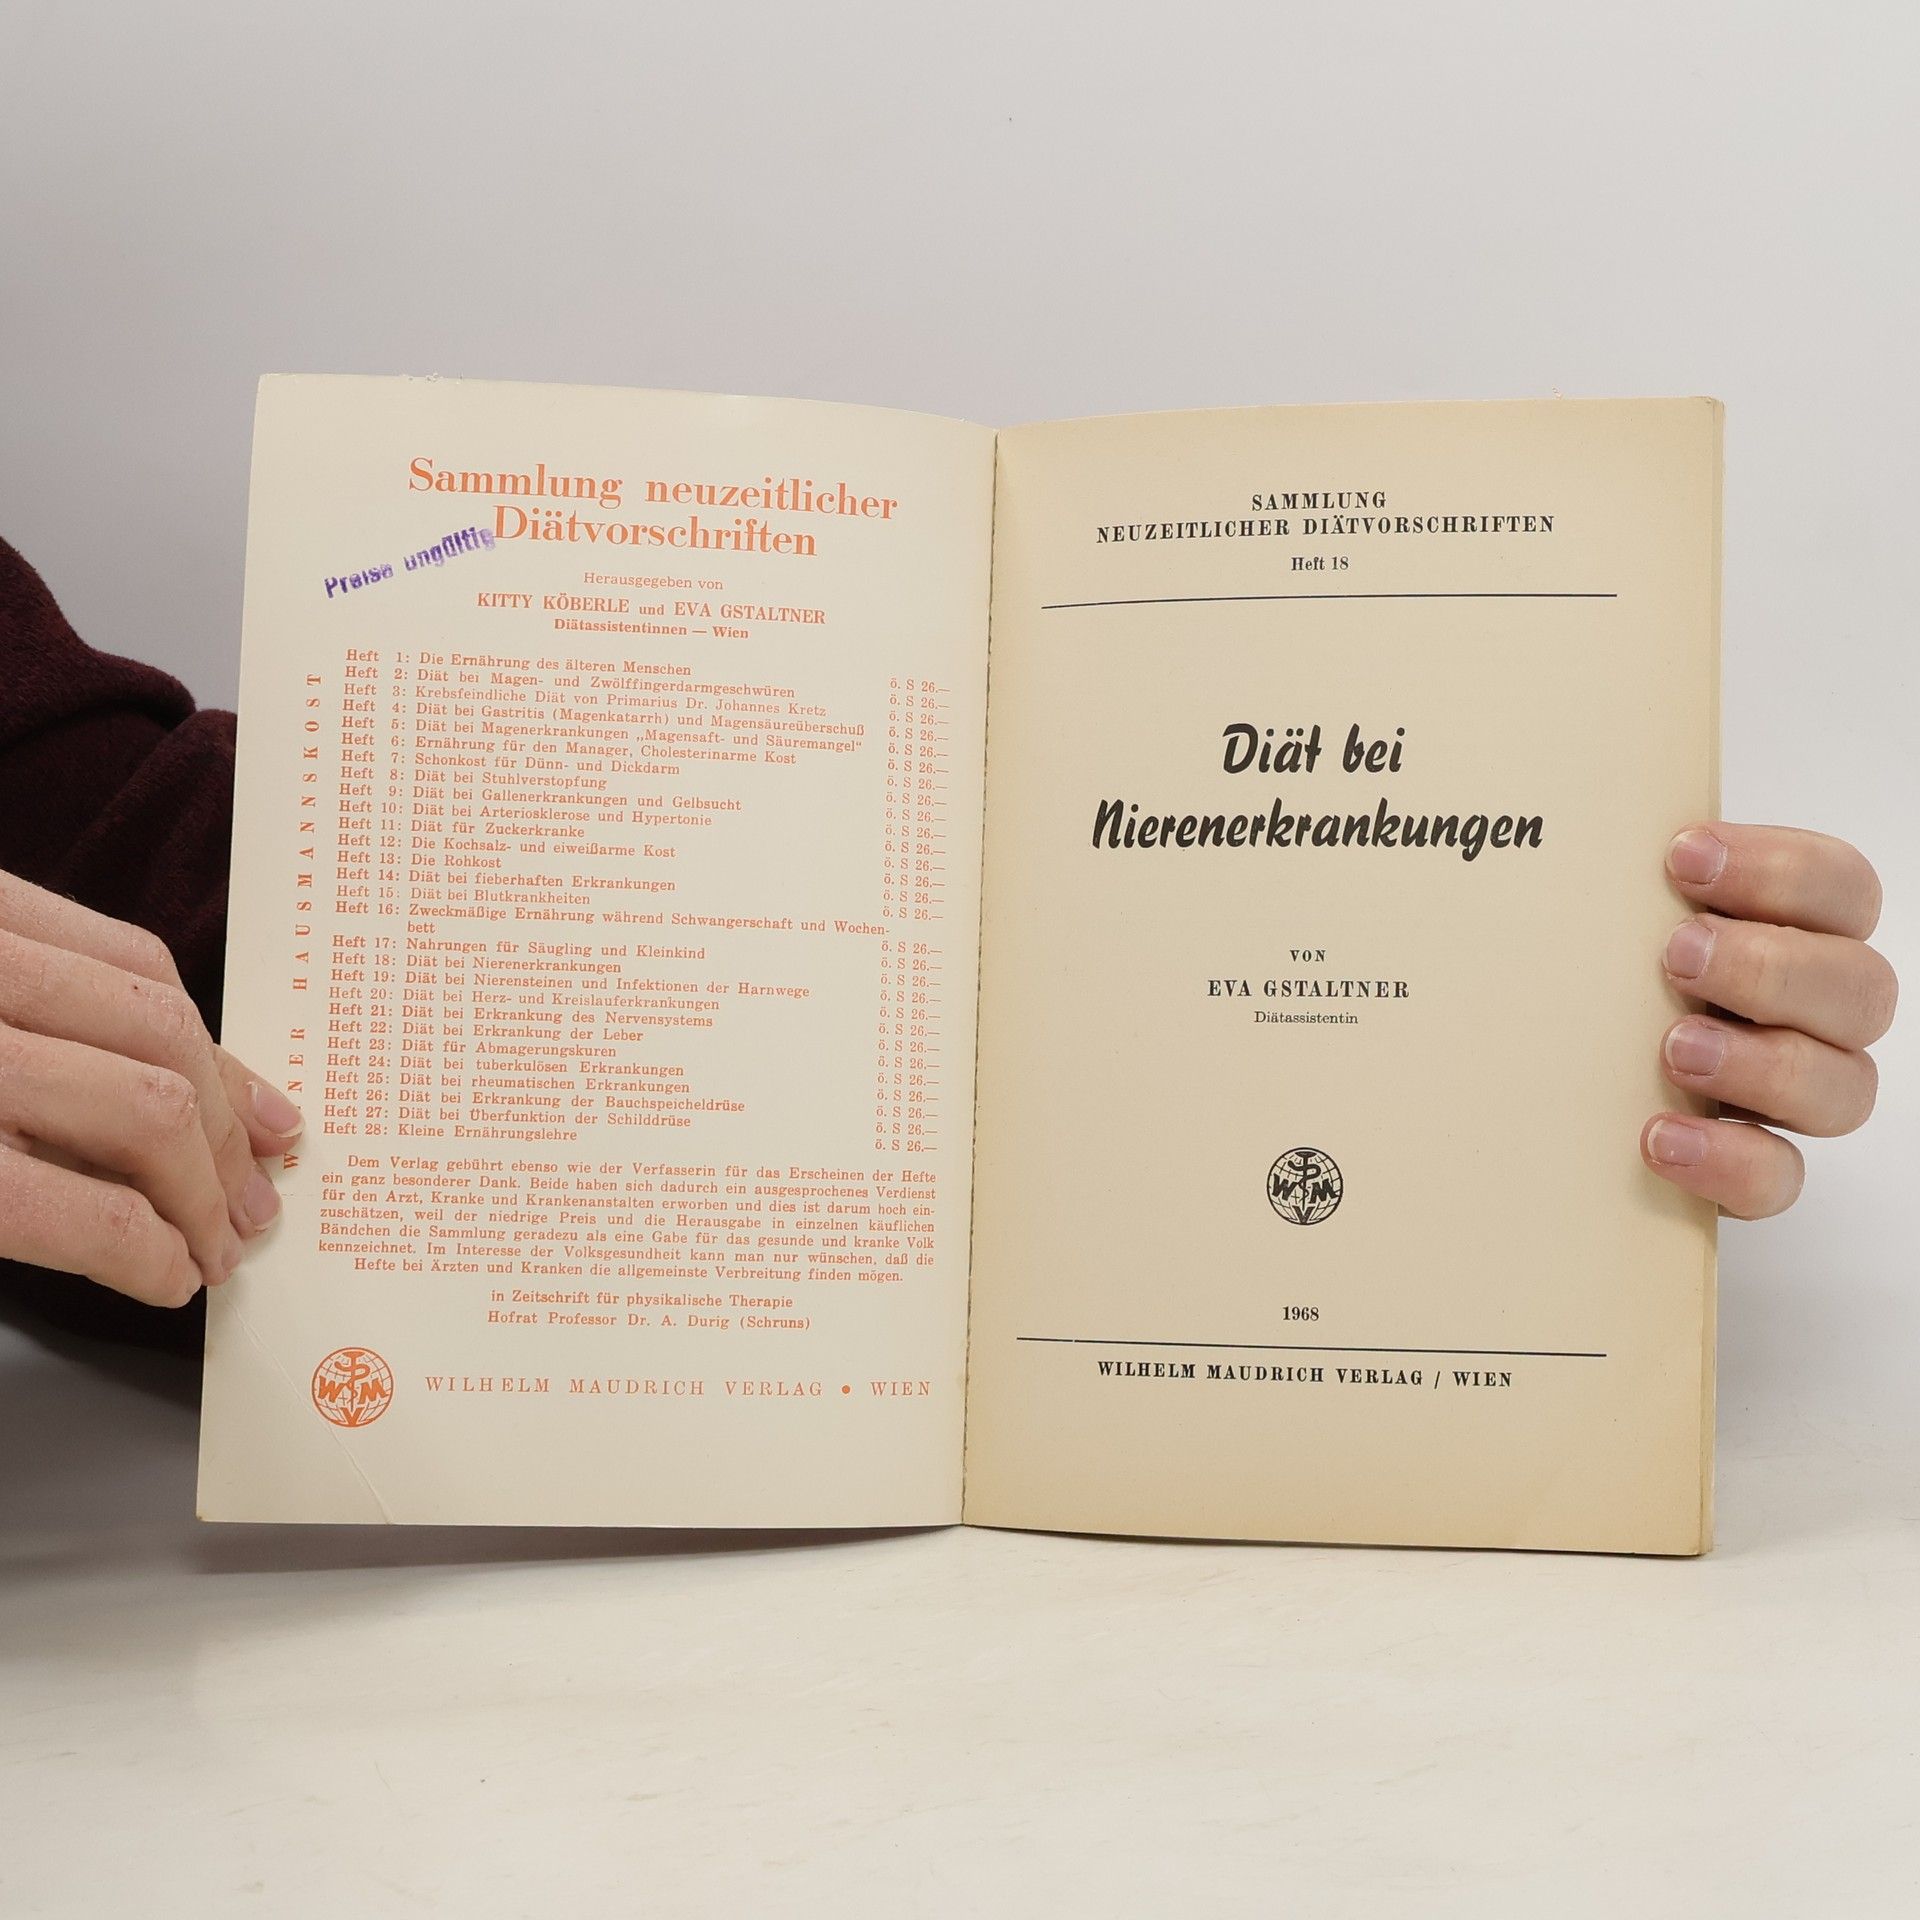 Sammlung neuzeitlicher
Diätvorschriften
Preise ungültig
Herausgegeben von
KITTY KÖBERLE und EVA GSTALTNER
Diätassistentinnen — Wien
WIENER HAUSMANNSKOST
Heft 1: Die Ernährung des älteren Menschen ö. S 26.—
Heft 2: Diät bei Magen- und Zwölffingerdarmgeschwüren ö. S 26.—
Heft 3: Krebsfeindliche Diät von Primarius Dr. Johannes Kretz ö. S 26.—
Heft 4: Diät bei Gastritis (Magenkatarrh) und Magensäureüberschuß ö. S 26.—
Heft 5: Diät bei Magenerkrankungen „Magensaft- und Säuremangel“ ö. S 26.—
Heft 6: Ernährung für den Manager, Cholesterinarme Kost ö. S 26.—
Heft 7: Schonkost für Dünn- und Dickdarm ö. S 26.—
Heft 8: Diät bei Stuhlverstopfung ö. S 26.—
Heft 9: Diät bei Gallenerkrankungen und Gelbsucht ö. S 26.—
Heft 10: Diät bei Arteriosklerose und Hypertonie ö. S 26.—
Heft 11: Diät für Zuckerkranke ö. S 26.—
Heft 12: Die Kochsalz- und eiweißarme Kost ö. S 26.—
Heft 13: Die Rohkost ö. S 26.—
Heft 14: Diät bei fieberhaften Erkrankungen ö. S 26.—
Heft 15: Diät bei Blutkrankheiten ö. S 26.—
Heft 16: Zweckmäßige Ernährung während Schwangerschaft und Wochen-
bett ö. S 26.—
Heft 17: Nahrungen für Säugling und Kleinkind ö. S 26.—
Heft 18: Diät bei Nierenerkrankungen ö. S 26.—
Heft 19: Diät bei Nierensteinen und Infektionen der Harnwege ö. S 26.—
Heft 20: Diät bei Herz- und Kreislauferkrankungen ö. S 26.—
Heft 21: Diät bei Erkrankung des Nervensystems ö. S 26.—
Heft 22: Diät bei Erkrankung der Leber ö. S 26.—
Heft 23: Diät für Abmagerungskuren ö. S 26.—
Heft 24: Diät bei tuberkulösen Erkrankungen ö. S 26.—
Heft 25: Diät bei rheumatischen Erkrankungen ö. S 26.—
Heft 26: Diät bei Erkrankung der Bauchspeicheldrüse ö. S 26.—
Heft 27: Diät bei Überfunktion der Schilddrüse ö. S 26.—
Heft 28: Kleine Ernährungslehre ö. S 26.—
Dem Verlag gebührt ebenso wie der Verfasserin für das Erscheinen der Hefte
ein ganz besonderer Dank. Beide haben sich dadurch ein ausgesprochenes Verdienst
für den Arzt, Kranke und Krankenanstalten erworben und dies ist darum hoch ein-
zuschätzen, weil der niedrige Preis und die Herausgabe in einzelnen käuflichen
Bändchen die Sammlung geradezu als eine Gabe für das gesunde und kranke Volk
kennzeichnet. Im Interesse der Volksgesundheit kann man nur wünschen, daß die
Hefte bei Ärzten und Kranken die allgemeinste Verbreitung finden mögen.
in Zeitschrift für physikalische Therapie
Hofrat Professor Dr. A. Durig (Schruns)
WMV
WILHELM MAUDRICH VERLAG • WIEN
SAMMLUNG
NEUZEITLICHER DIÄTVORSCHRIFTEN
Heft 18
Diät bei
Nierenerkrankungen
VON
EVA GSTALTNER
Diätassistentin
WMV
1968
WILHELM MAUDRICH VERLAG / WIEN